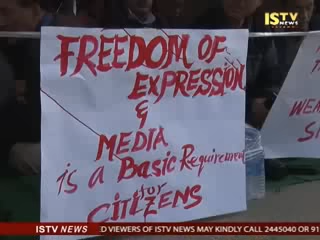 ISTV
NEWS
FREEDOM OF
EXPRESSION
&
MEDIA
is a Basic Requirement
for
CITIZENS
ISTV NEWS
D VIEWERS OF ISTV NEWS MAY KINDLY CALL 2445040 OR 91